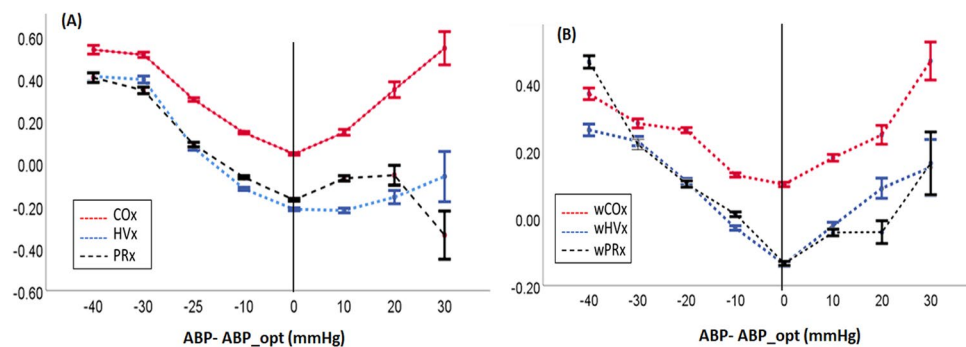 (A)
0.60
0.40
0.20
0.00
-0.20
-0.40
-0.60
COx
HVx
PRx
-40 -30 -25 -10 0 10 20 30
ABP- ABP_opt (mmHg)
(B)
0.40
0.20
0.00
-0.20
wCOx
wHVx
wPRx
-40 -30 -20 -10 0 10 20 30
ABP- ABP_opt (mmHg)